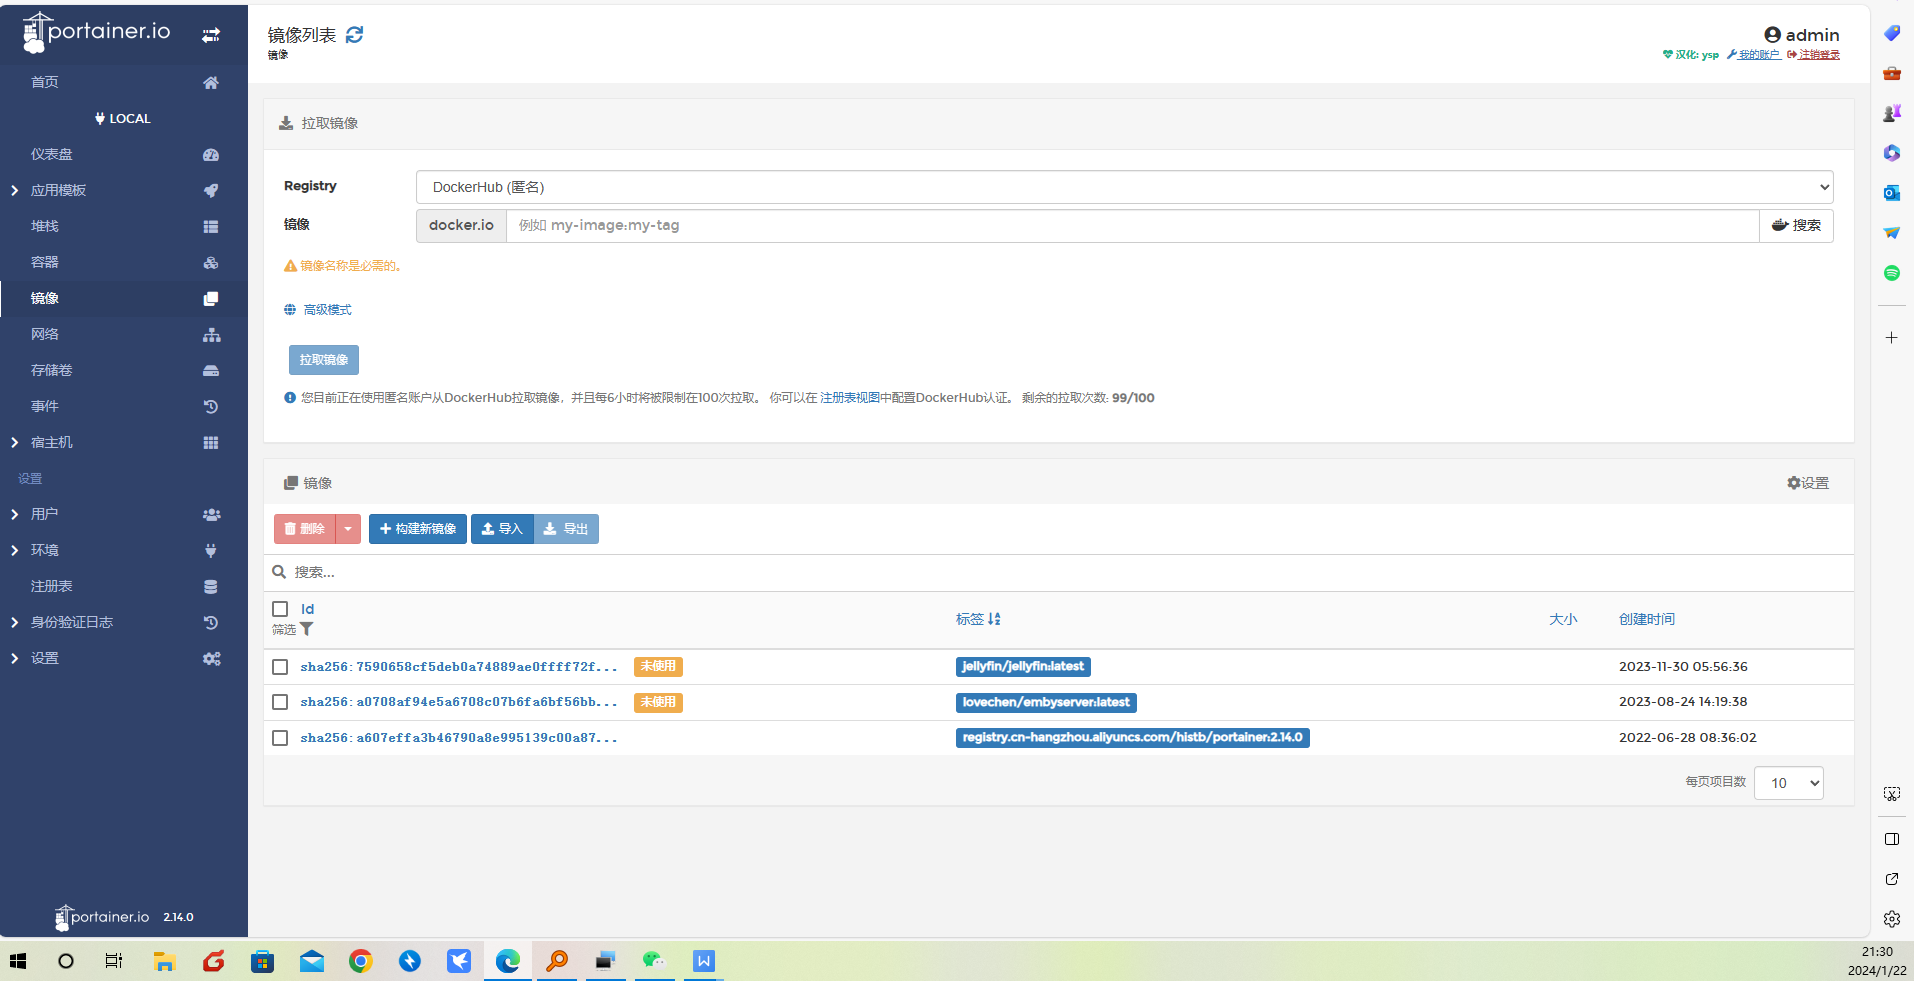 portainer.io
首页
LOCAL
仪表盘
应用模板
堆栈
容器
镜像
网络
存储卷
事件
宿主机
设置
用户
环境
注册表
身份验证日志
设置
portainer.io 2.14.0
镜像列表
镜像
admin
汉化: ysp 我的账户 注销登录
拉取镜像
Registry DockerHub (匿名)
镜像 docker.io 例如 my-image:my-tag 搜索
镜像名称是必需的。
高级模式
拉取镜像
您目前正在使用匿名账户从DockerHub拉取镜像，并且每6小时将被限制在100次拉取。 你可以在 注册表视图中配置DockerHub认证。 剩余的拉取次数: 99/100
镜像 设置
删除 构建新镜像 导入 导出
搜索...
Id 标签 大小 创建时间
筛选
sha256:7590658cf5deb0a74889ae0ffff72f... 未使用 jellyfin/jellyfin:latest 2023-11-30 05:56:36
sha256:a0708af94e5a6708c07b6fa6bf56bb... 未使用 lovechen/embyserver:latest 2023-08-24 14:19:38
sha256:a607effa3b46790a8e995139c00a87... registry.cn-hangzhou.aliyuncs.com/histb/portainer:2.14.0 2022-06-28 08:36:02
每页项目数 10
21:30
2024/1/22